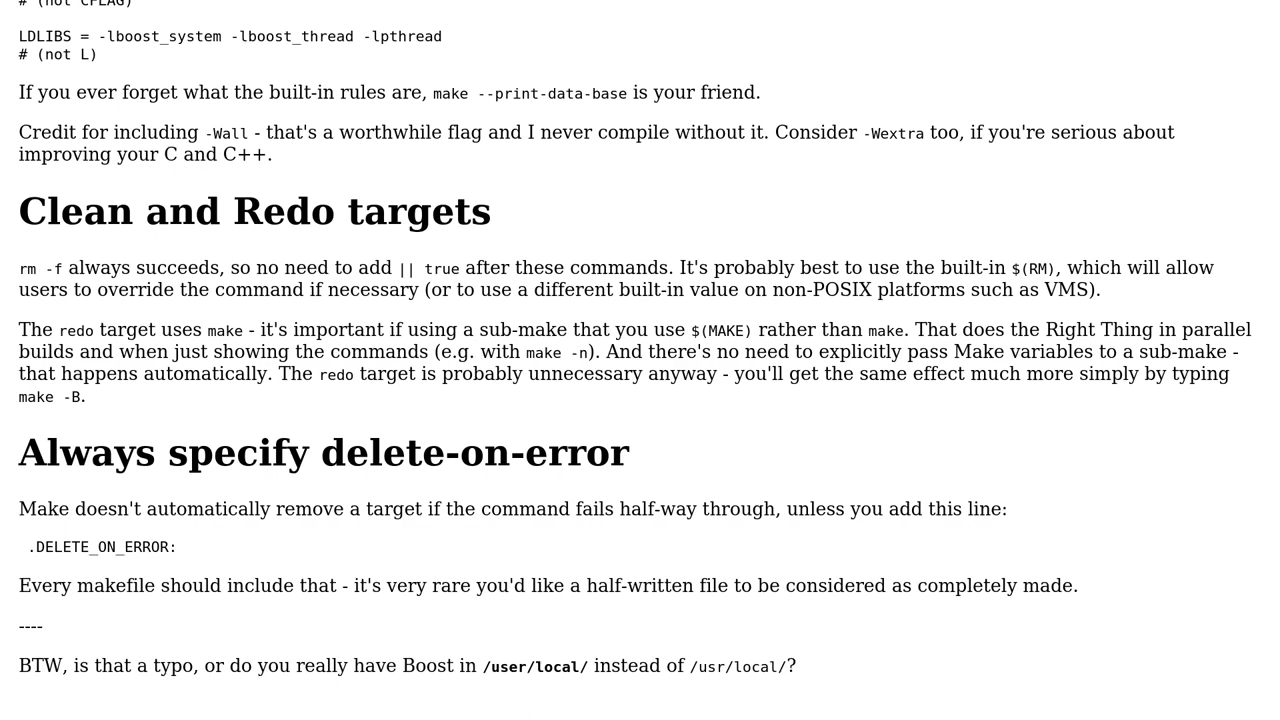 # (not CFLAG)
LDLIBS = -lboost_system -lboost_thread -lpthread
# (not L)
If you ever forget what the built-in rules are, make --print-data-base is your friend.
Credit for including -Wall - that's a worthwhile flag and I never compile without it. Consider -Wextra too, if you're serious about
improving your C and C++.
Clean and Redo targets
rm -f always succeeds, so no need to add || true after these commands. It's probably best to use the built-in $(RM), which will allow
users to override the command if necessary (or to use a different built-in value on non-POSIX platforms such as VMS).
The redo target uses make - it's important if using a sub-make that you use $(MAKE) rather than make. That does the Right Thing in parallel
builds and when just showing the commands (e.g. with make -n). And there's no need to explicitly pass Make variables to a sub-make -
that happens automatically. The redo target is probably unnecessary anyway - you'll get the same effect much more simply by typing
make -B.
Always specify delete-on-error
Make doesn't automatically remove a target if the command fails half-way through, unless you add this line:
.DELETE_ON_ERROR:
Every makefile should include that - it's very rare you'd like a half-written file to be considered as completely made.
----
BTW, is that a typo, or do you really have Boost in /user/local/ instead of /usr/local/?